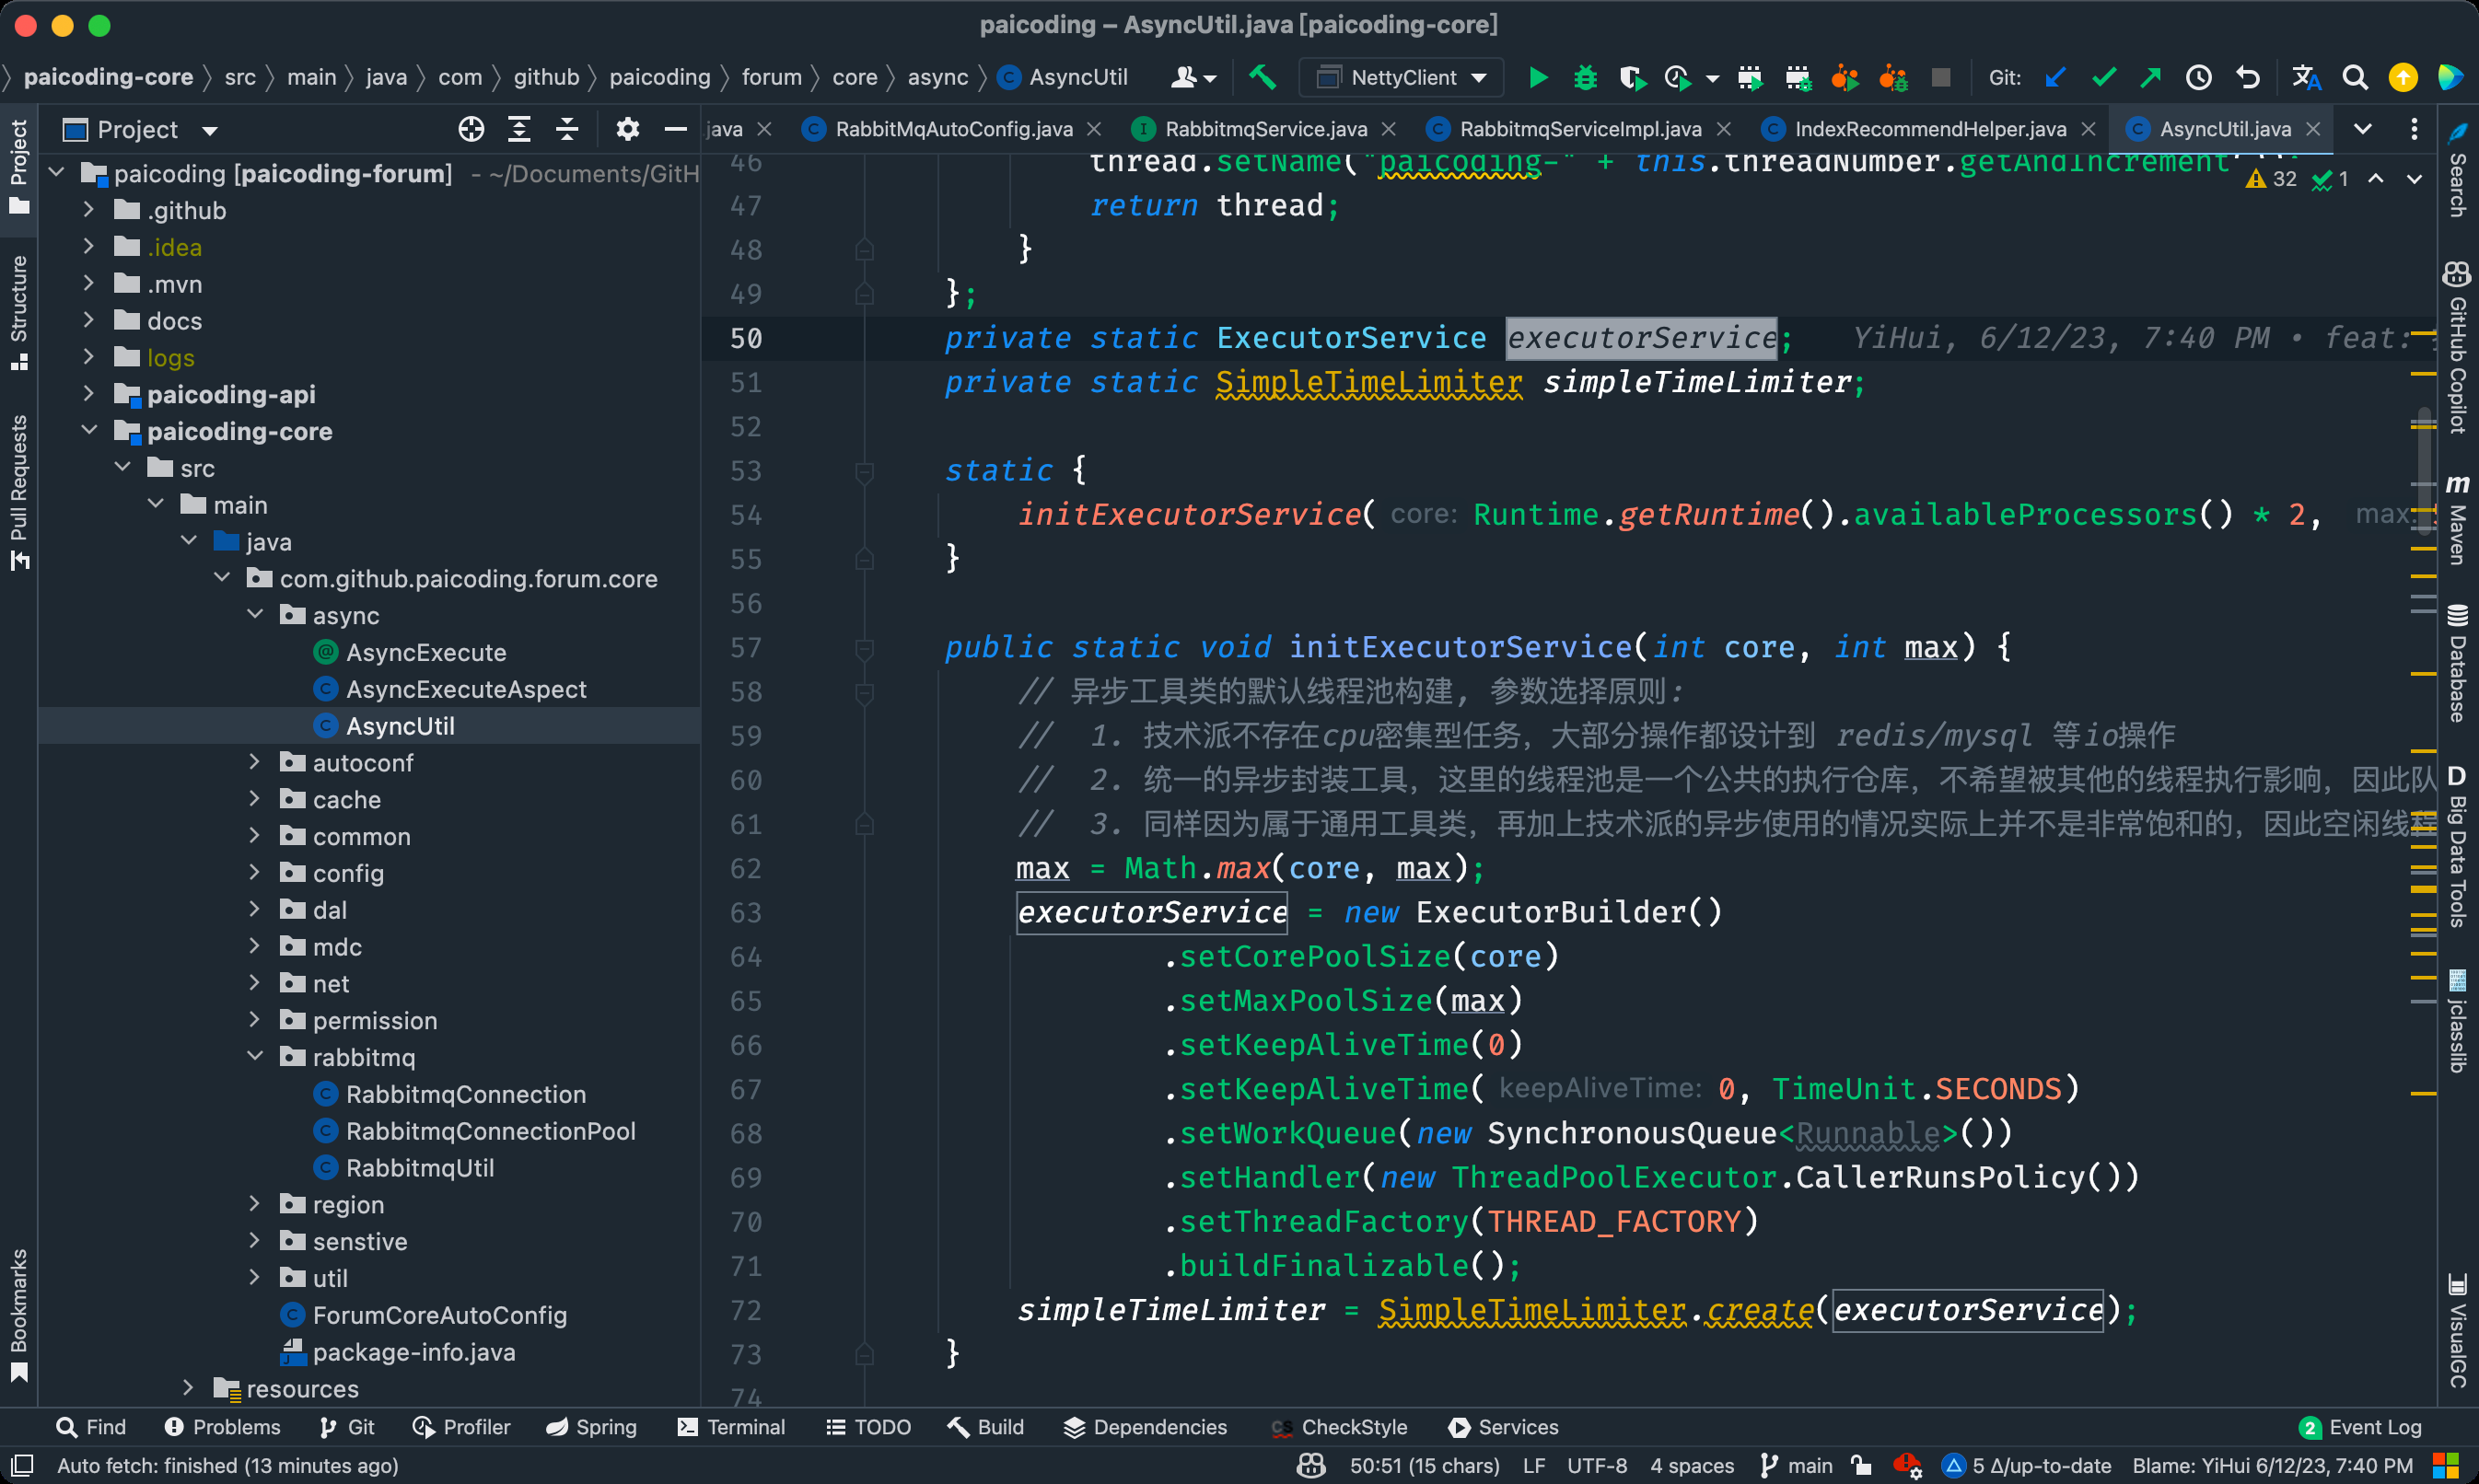 paicoding – AsyncUtil.java [paicoding-core]
paicoding-core src main java com github paicoding forum core async AsyncUtil NettyClient Git:
Project
.java RabbitMqAutoConfig.java RabbitmqService.java RabbitmqServiceImpl.java IndexRecommendHelper.java AsyncUtil.java
Project
Structure
Pull Requests
Bookmarks
paicoding [paicoding-forum] - ~/Documents/GitH
.github
.idea
.mvn
docs
logs
paicoding-api
paicoding-core
src
main
java
com.github.paicoding.forum.core
async
AsyncExecute
AsyncExecuteAspect
AsyncUtil
autoconf
cache
common
config
dal
mdc
net
permission
rabbitmq
RabbitmqConnection
RabbitmqConnectionPool
RabbitmqUtil
region
senstive
util
ForumCoreAutoConfig
package-info.java
resources
32 1
46 thread.setName("paicoding-" + this.threadNumber.getAndIncrement
47 return thread;
48 }
49 };
50 private static ExecutorService executorService; YiHui, 6/12/23, 7:40 PM • feat:
51 private static SimpleTimeLimiter simpleTimeLimiter;
52
53 static {
54 initExecutorService( core: Runtime.getRuntime().availableProcessors() * 2, max:
55 }
56
57 public static void initExecutorService(int core, int max) {
58 // 异步工具类的默认线程池构建, 参数选择原则:
59 // 1. 技术派不存在cpu密集型任务, 大部分操作都设计到 redis/mysql 等io操作
60 // 2. 统一的异步封装工具, 这里的线程池是一个公共的执行仓库, 不希望被其他的线程执行影响, 因此队
61 // 3. 同样因为属于通用工具类, 再加上技术派的异步使用的情况实际上并不是非常饱和的, 因此空闲线程
62 max = Math.max(core, max);
63 executorService = new ExecutorBuilder()
64 .setCorePoolSize(core)
65 .setMaxPoolSize(max)
66 .setKeepAliveTime(0)
67 .setKeepAliveTime( keepAliveTime: 0, TimeUnit.SECONDS)
68 .setWorkQueue(new SynchronousQueue<Runnable>())
69 .setHandler(new ThreadPoolExecutor.CallerRunsPolicy())
70 .setThreadFactory(THREAD_FACTORY)
71 .buildFinalizable();
72 simpleTimeLimiter = SimpleTimeLimiter.create(executorService);
73 }
74
Search
GitHub Copilot
m Maven
Database
D Big Data Tools
jclasslib
VisualGC
Find Problems Git Profiler Spring Terminal TODO Build Dependencies CheckStyle Services 2 Event Log
Auto fetch: finished (13 minutes ago) 50:51 (15 chars) LF UTF-8 4 spaces main 5 Δ/up-to-date Blame: YiHui 6/12/23, 7:40 PM